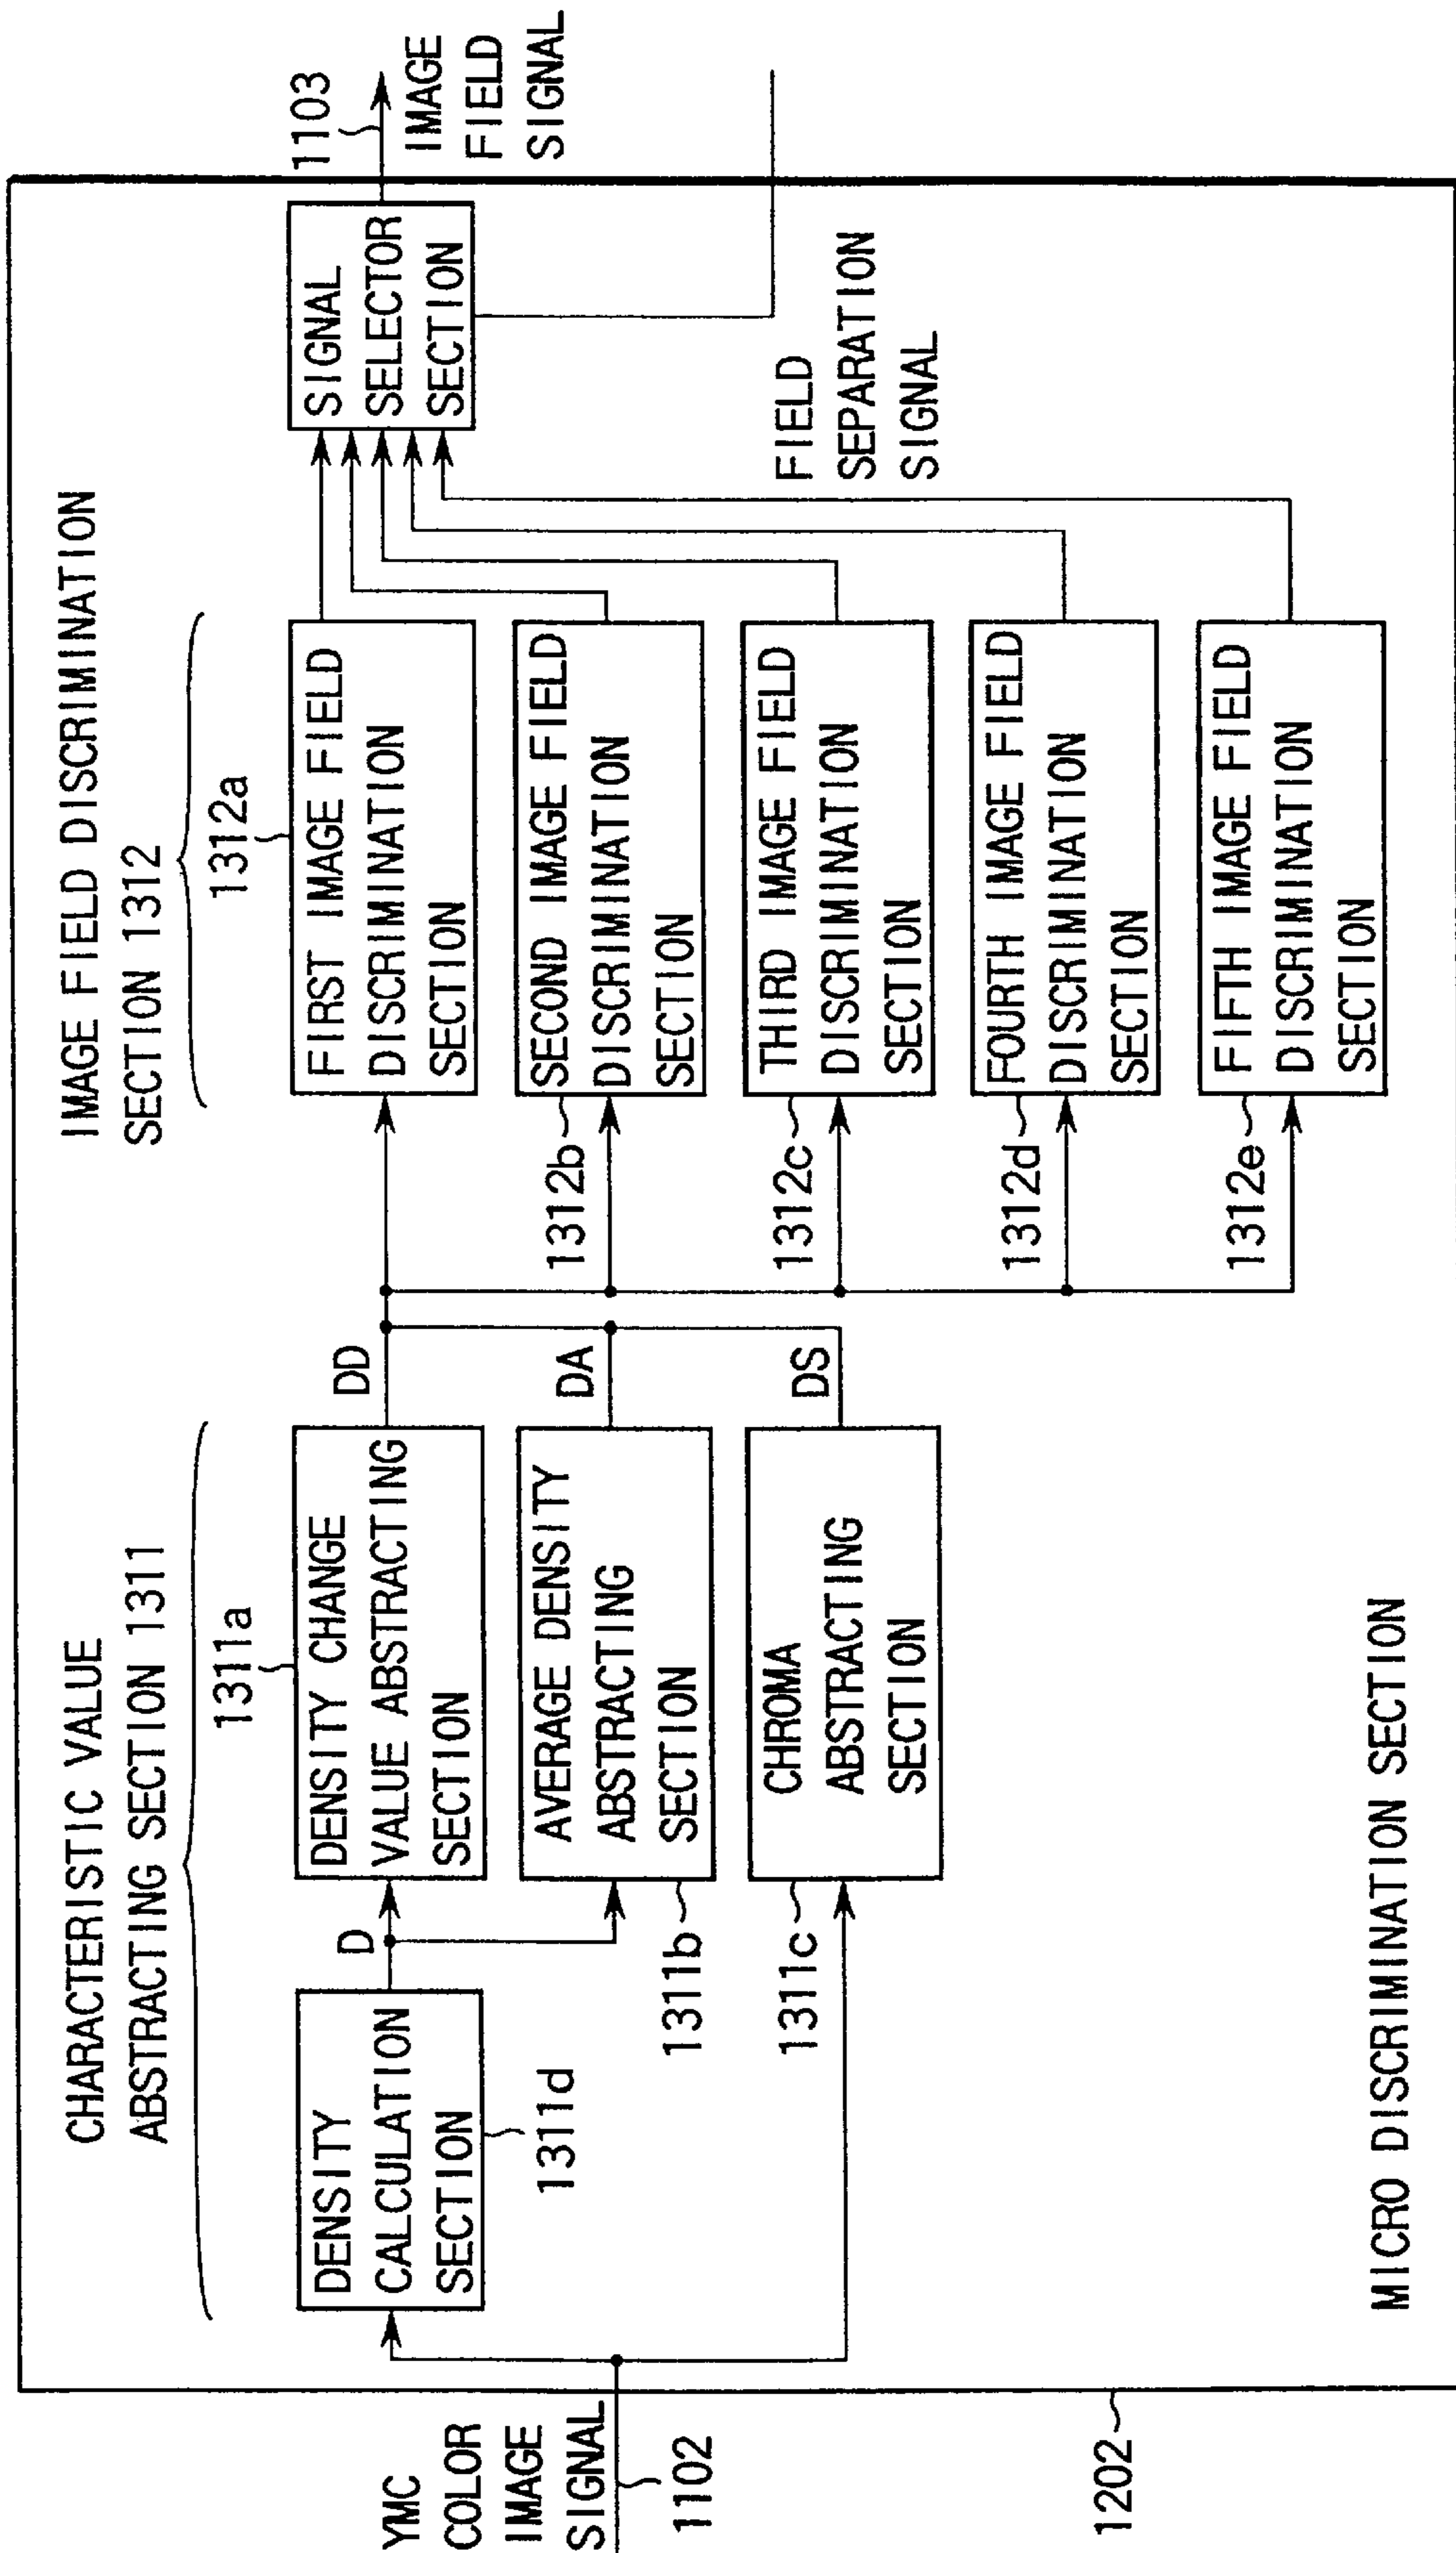 YMC
COLOR
IMAGE
SIGNAL
1102
1202
CHARACTERISTIC VALUE
ABSTRACTING SECTION 1311
DENSITY
CALCULATION
SECTION
1311d
D
1311a
DENSITY CHANGE
VALUE ABSTRACTING
SECTION
1311b
AVERAGE DENSITY
ABSTRACTING
SECTION
1311c
CHROMA
ABSTRACTING
SECTION
DD
DA
DS
IMAGE FIELD DISCRIMINATION
SECTION 1312
1312a
FIRST IMAGE FIELD
DISCRIMINATION
SECTION
1312b
SECOND IMAGE FIELD
DISCRIMINATION
SECTION
1312c
THIRD IMAGE FIELD
DISCRIMINATION
SECTION
1312d
FOURTH IMAGE FIELD
DISCRIMINATION
SECTION
1312e
FIFTH IMAGE FIELD
DISCRIMINATION
SECTION
SIGNAL
SELECTOR
SECTION
1103
IMAGE
FIELD
SIGNAL
FIELD
SEPARATION
SIGNAL
MICRO DISCRIMINATION SECTION